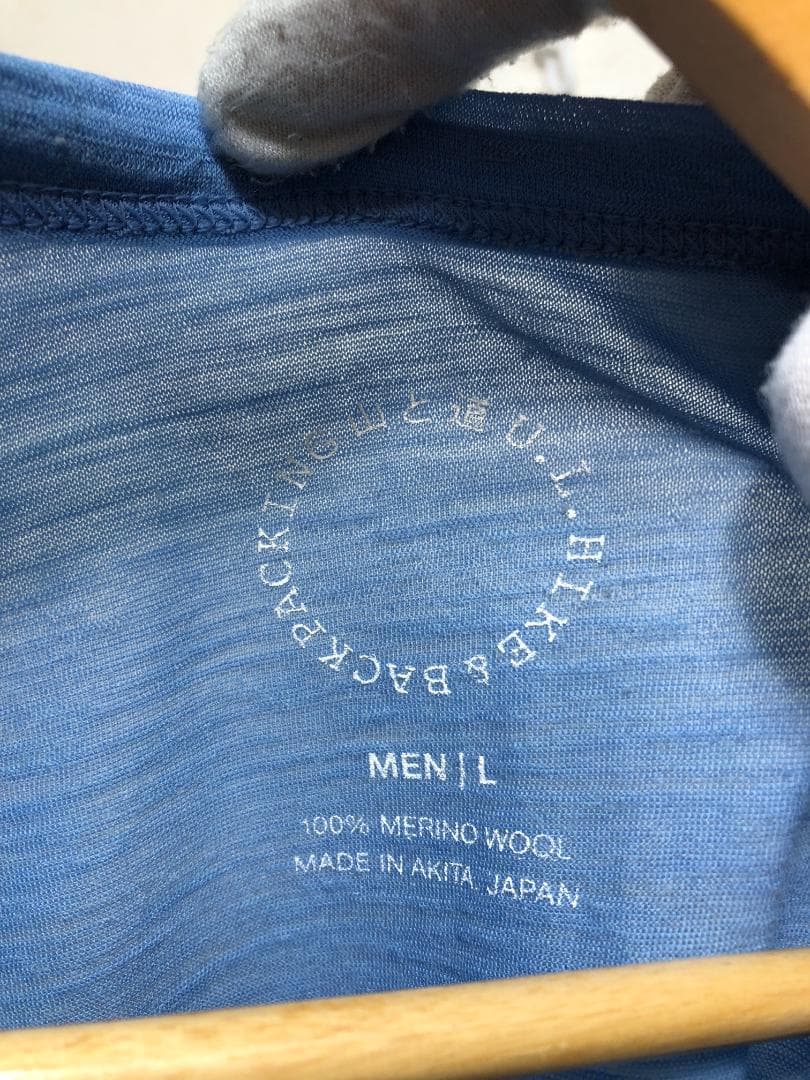 山と道 U.L. HIKE & BACKPACKING
MEN | L
100% MERINO WOOL
MADE IN AKITA, JAPAN